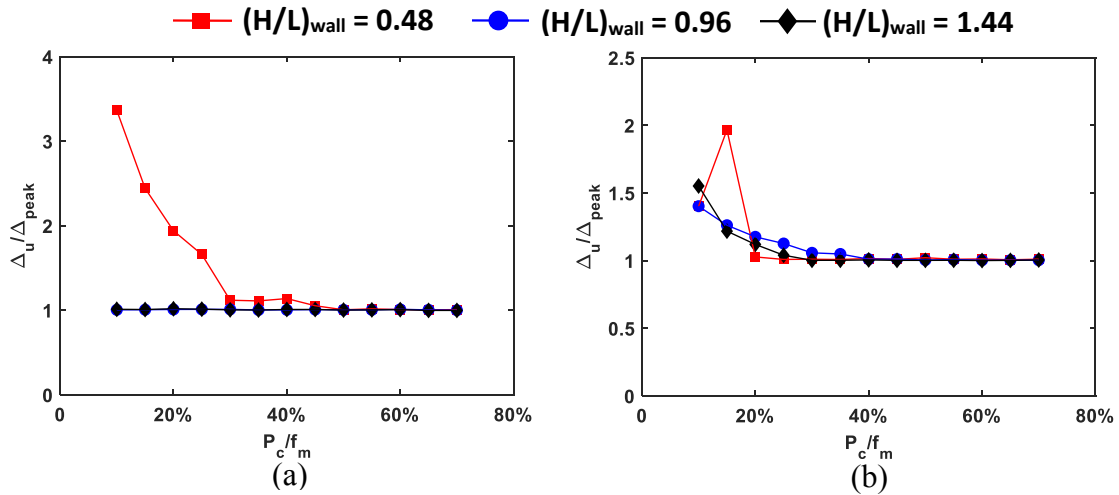 (H/L)wall = 0.48 (H/L)wall = 0.96 (H/L)wall = 1.44
4
3
2
1
0
Δu/Δpeak
0 20% 40% 60% 80%
Pc/fm
(a)
2.5
2
1.5
1
0.5
0
Δu/Δpeak
0 20% 40% 60% 80%
Pc/fm
(b)